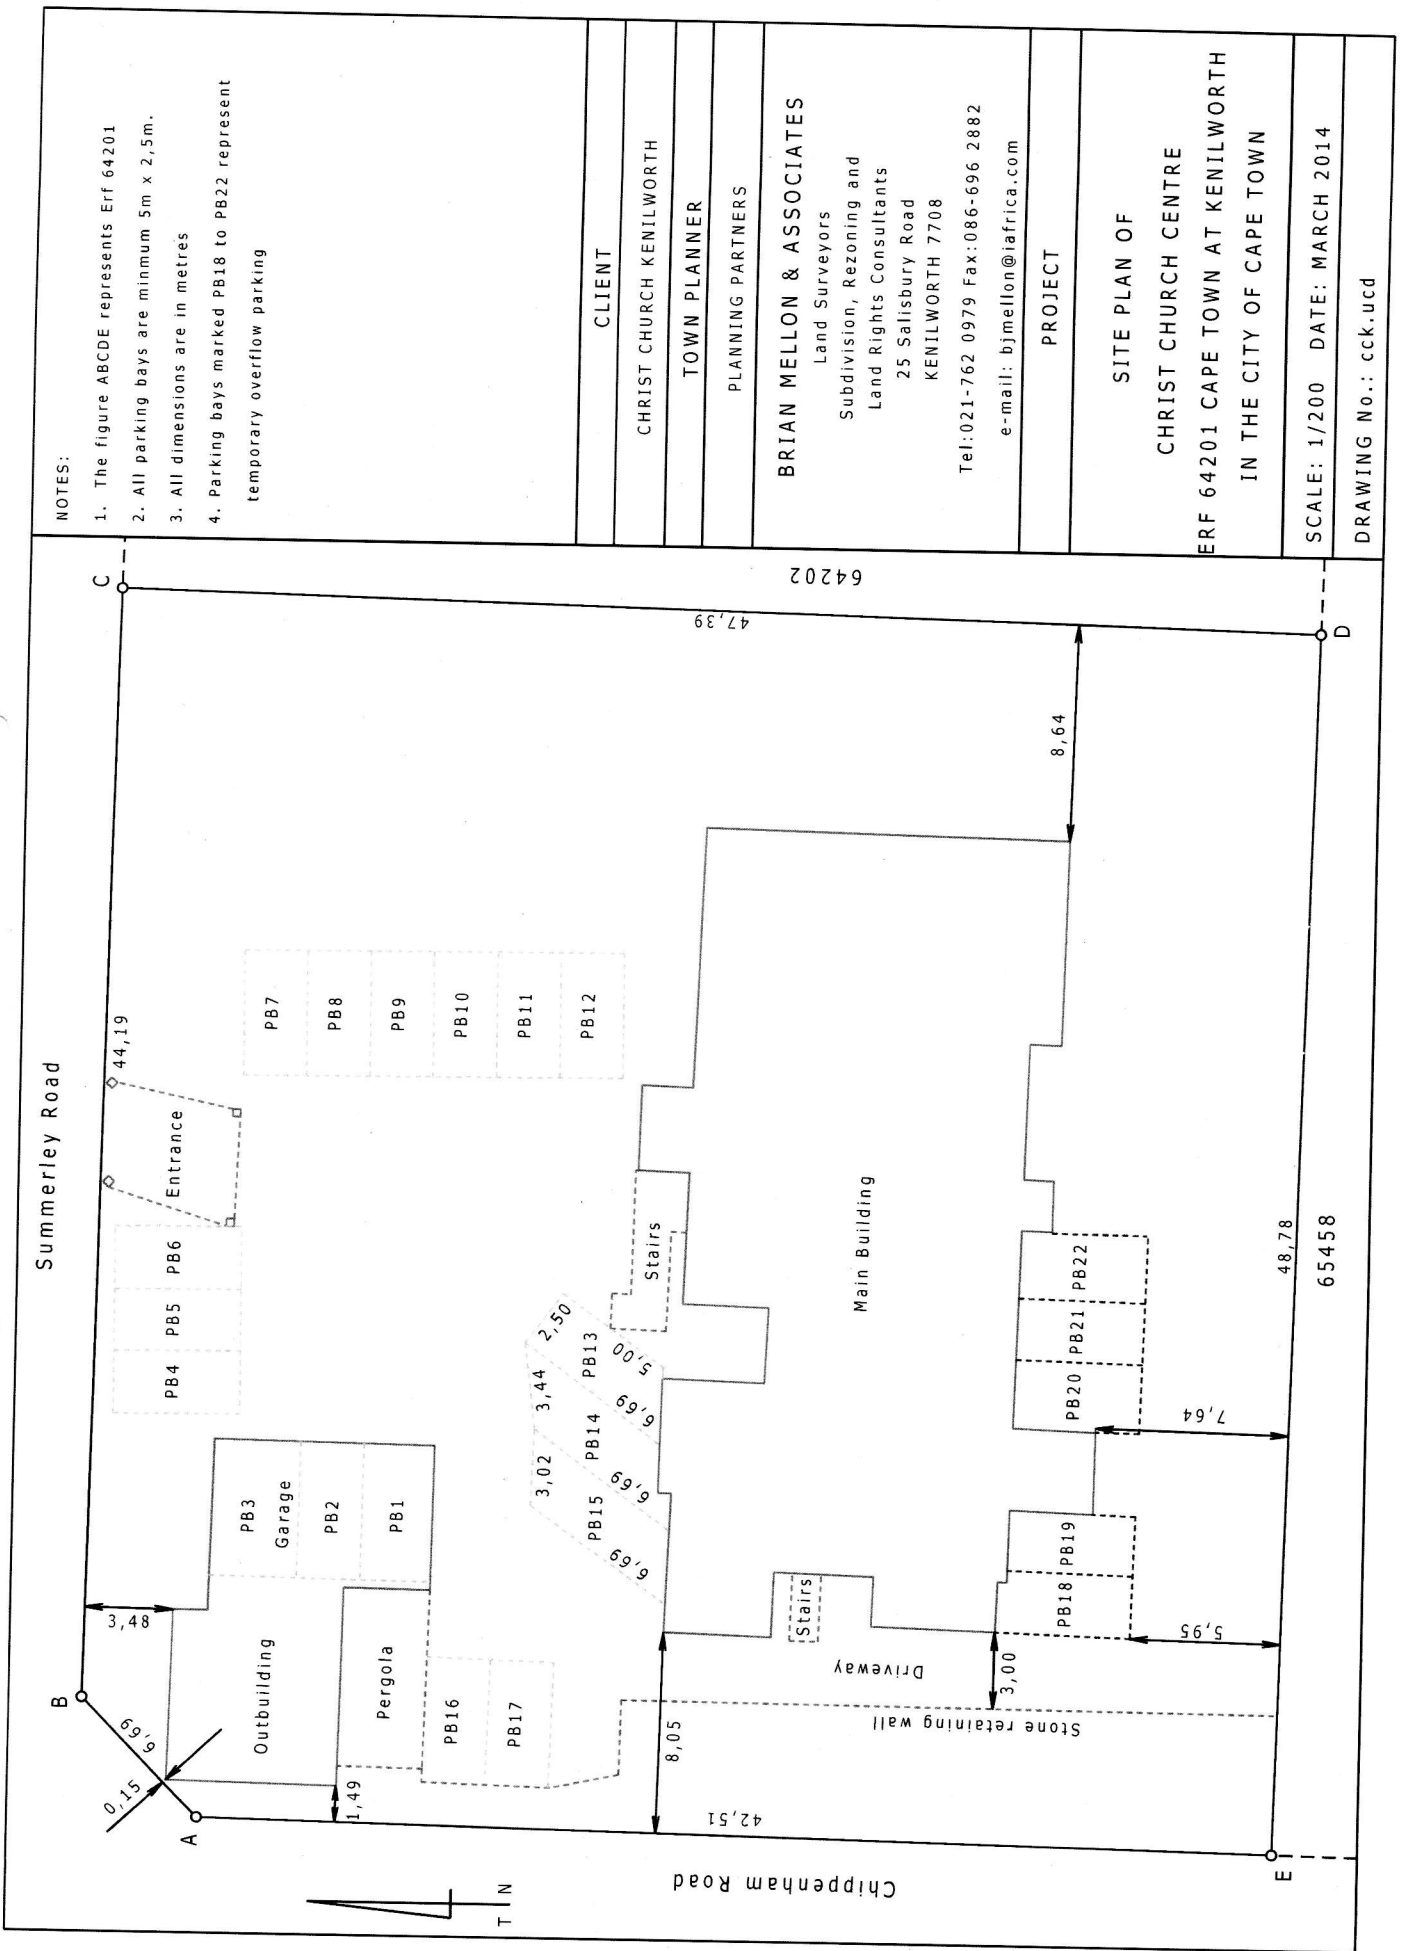 Summerley Road
B
C
44,19
3,48
6,69
0,15
A
1,49
Outbuilding
Pergola
PB3
Garage
PB2
PB1
PB4
PB5
PB6
Entrance
PB7
PB8
PB9
PB10
PB11
PB12
PB16
PB17
3,02
3,44
2,50
PB15
PB14
PB13
6,69
6,69
6,69
5,00
Stairs
8,05
42,51
Chippenham Road
T N
Stairs
Driveway
Stone retaining wall
3,00
Main Building
PB18
PB19
PB20
PB21
PB22
5,95
7,64
8,64
47,39
64202
48,78
65458
E
D
NOTES:
1. The figure ABCDE represents Erf 64201
2. All parking bays are minmum 5m x 2,5m.
3. All dimensions are in metres
4. Parking bays marked PB18 to PB22 represent
temporary overflow parking
CLIENT
CHRIST CHURCH KENILWORTH
TOWN PLANNER
PLANNING PARTNERS
BRIAN MELLON & ASSOCIATES
Land Surveyors
Subdivision, Rezoning and
Land Rights Consultants
25 Salisbury Road
KENILWORTH 7708
Tel:021-762 0979 Fax:086-696 2882
e-mail: bjmellon@iafrica.com
PROJECT
SITE PLAN OF
CHRIST CHURCH CENTRE
ERF 64201 CAPE TOWN AT KENILWORTH
IN THE CITY OF CAPE TOWN
SCALE: 1/200 DATE: MARCH 2014
DRAWING No.: cck.ucd